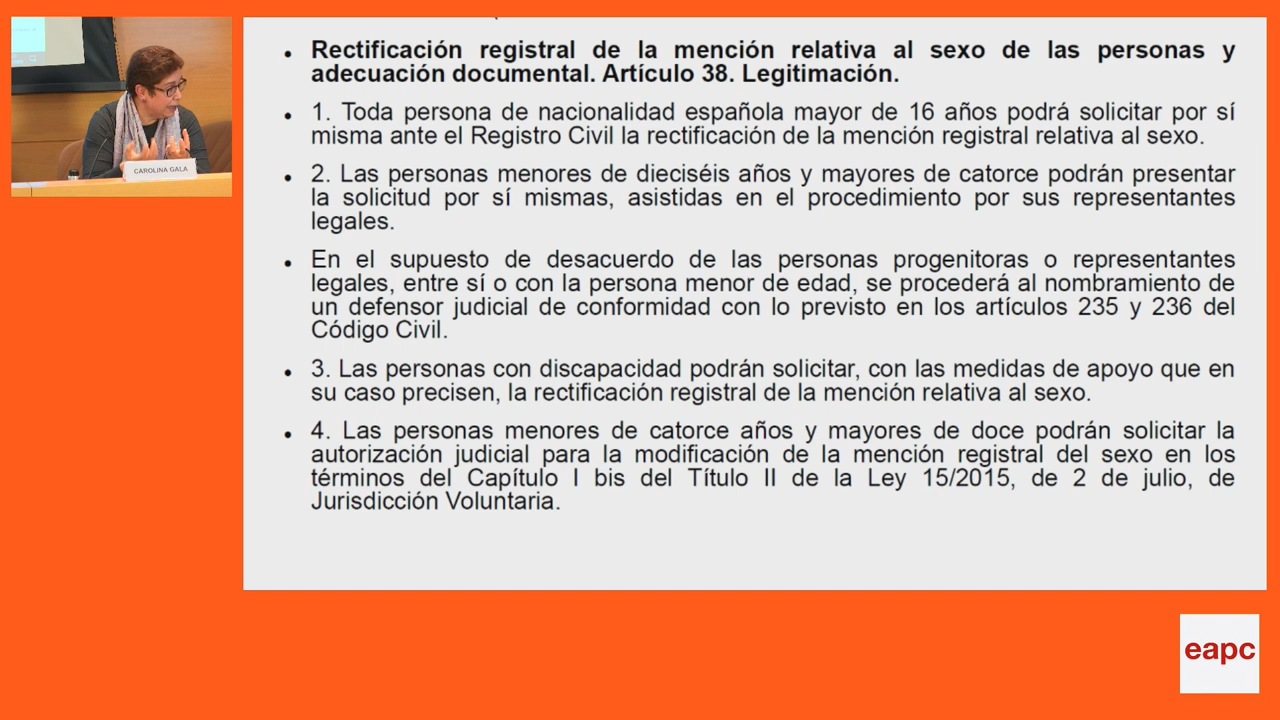 CAROLINA GALA
Rectificación registral de la mención relativa al sexo de las personas y
adecuación documental. Artículo 38. Legitimación.
1. Toda persona de nacionalidad española mayor de 16 años podrá solicitar por sí
misma ante el Registro Civil la rectificación de la mención registral relativa al sexo.
2. Las personas menores de dieciséis años y mayores de catorce podrán presentar
la solicitud por sí mismas, asistidas en el procedimiento por sus representantes
legales.
En el supuesto de desacuerdo de las personas progenitoras o representantes
legales, entre sí o con la persona menor de edad, se procederá al nombramiento de
un defensor judicial de conformidad con lo previsto en los artículos 235 y 236 del
Código Civil.
3. Las personas con discapacidad podrán solicitar, con las medidas de apoyo que en
su caso precisen, la rectificación registral de la mención relativa al sexo.
4. Las personas menores de catorce años y mayores de doce podrán solicitar la
autorización judicial para la modificación de la mención registral del sexo en los
términos del Capítulo I bis del Título II de la Ley 15/2015, de 2 de julio, de
Jurisdicción Voluntaria.
eapc